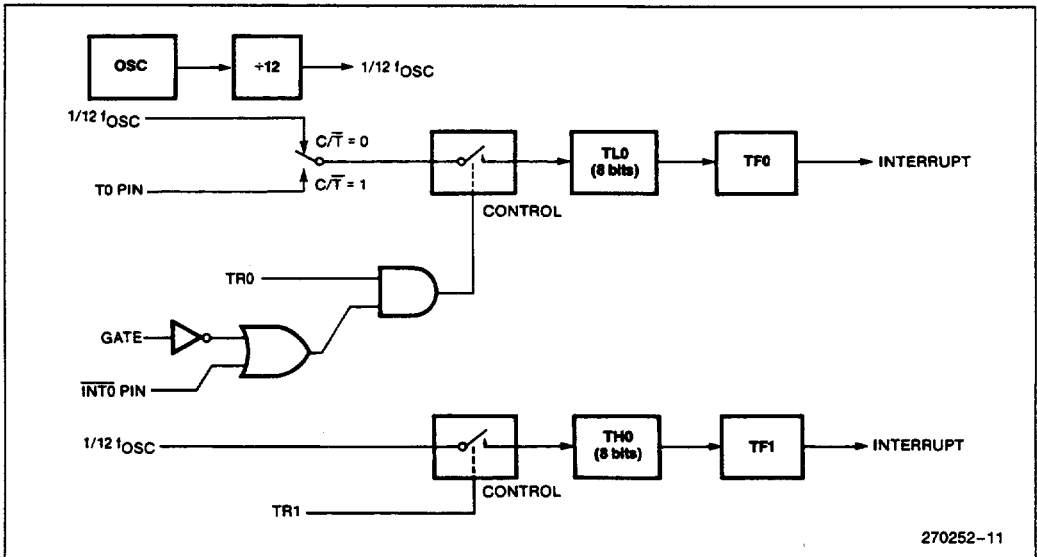 OSC
÷12
1/12 fOSC
1/12 fOSC
C/T̅ = 0
T0 PIN
C/T̅ = 1
CONTROL
TL0
(8 bits)
TF0
INTERRUPT
TR0
GATE
I̅N̅T̅0̅ PIN
1/12 fOSC
CONTROL
TH0
(8 bits)
TF1
INTERRUPT
TR1
270252-11